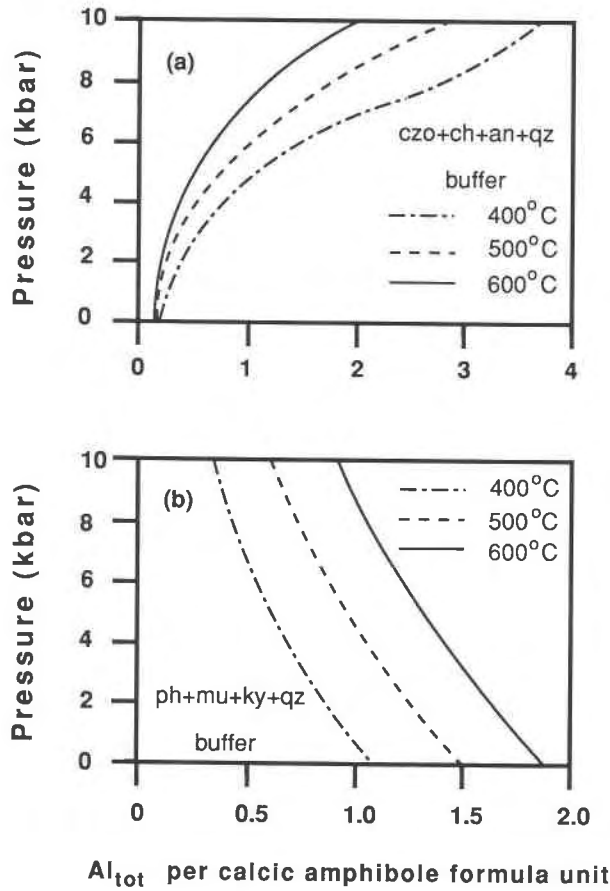 10
8
6
4
2
0
Pressure (kbar)
(a)
czo+ch+an+qz
buffer
400°C
500°C
600°C
0 1 2 3 4
10
8
6
4
2
0
Pressure (kbar)
(b)
400°C
500°C
600°C
ph+mu+ky+qz
buffer
0 0.5 1.0 1.5 2.0
Al_tot per calcic amphibole formula unit